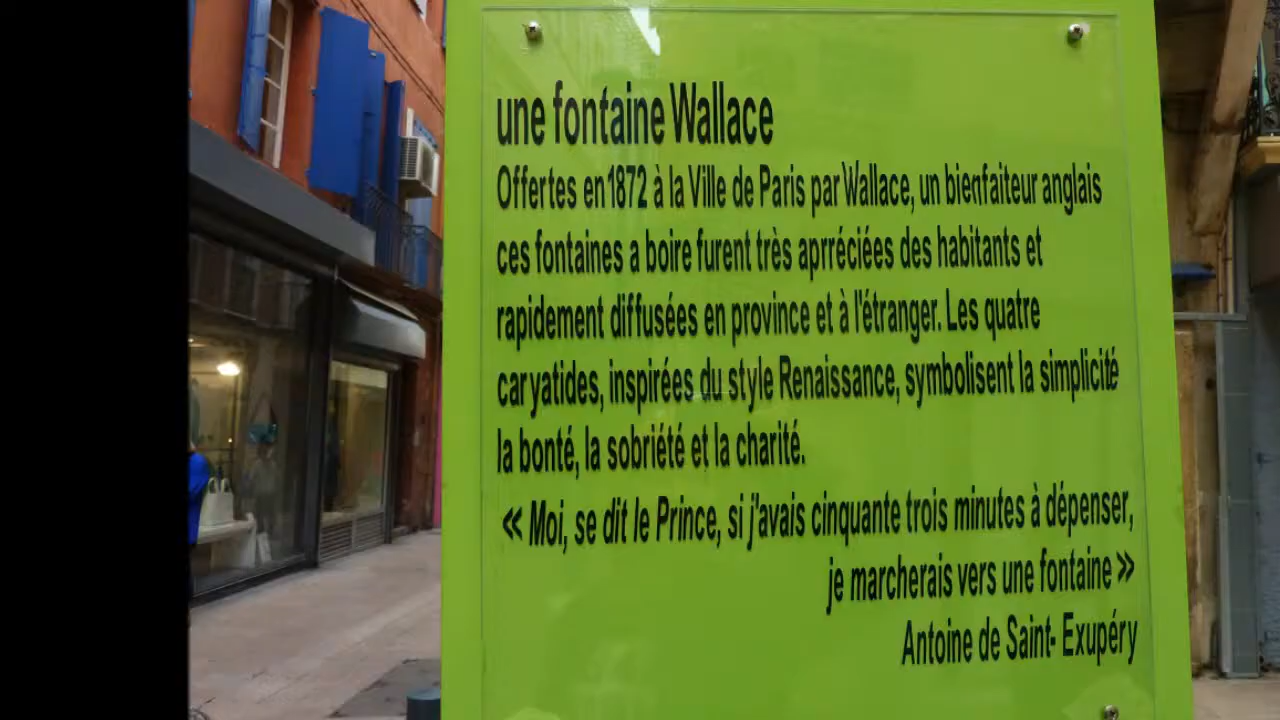 une fontaine Wallace
Offertes en 1872 à la Ville de Paris par Wallace, un bienfaiteur anglais
ces fontaines a boire furent très aprréciées des habitants et
rapidement diffusées en province et à l'étranger. Les quatre
caryatides, inspirées du style Renaissance, symbolisent la simplicité
la bonté, la sobriété et la charité.
« Moi, se dit le Prince, si j'avais cinquante trois minutes à dépenser,
je marcherais vers une fontaine »
Antoine de Saint- Exupéry